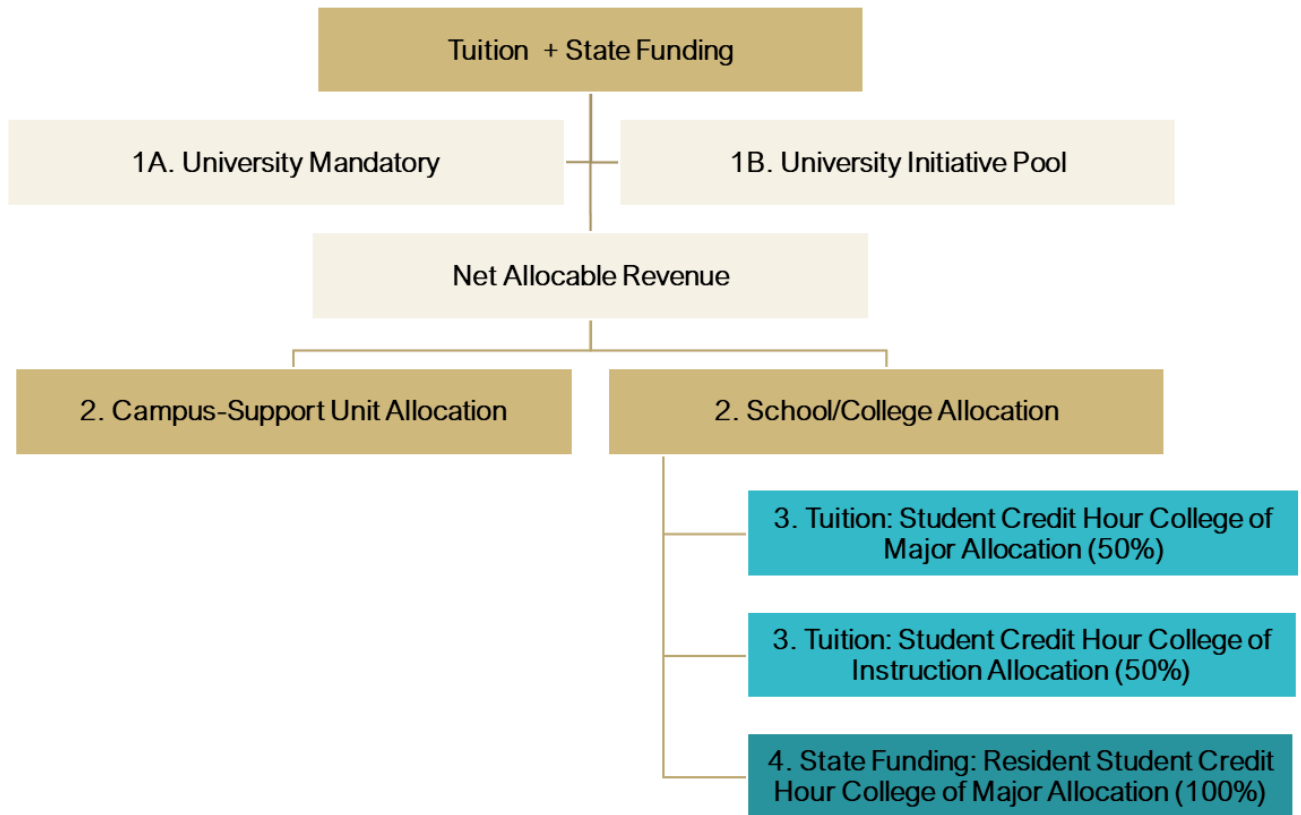 Tuition + State Funding
1A. University Mandatory
1B. University Initiative Pool
Net Allocable Revenue
2. Campus-Support Unit Allocation
2. School/College Allocation
3. Tuition: Student Credit Hour College of
Major Allocation (50%)
3. Tuition: Student Credit Hour College of
Instruction Allocation (50%)
4. State Funding: Resident Student Credit
Hour College of Major Allocation (100%)